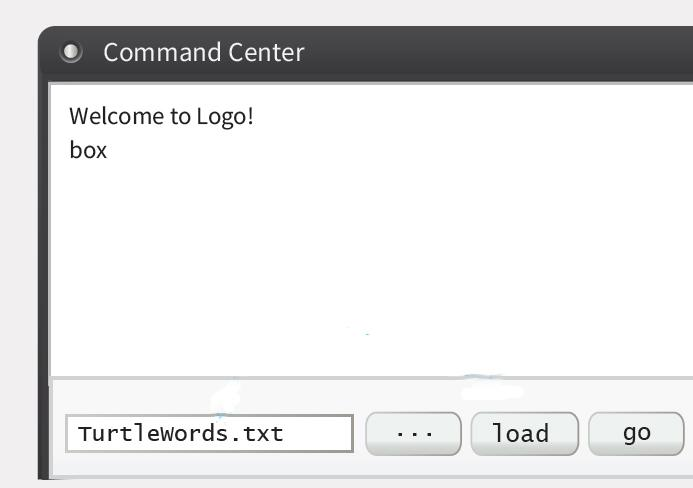 Command Center
Welcome to Logo!
box
TurtleWords.txt ... load go